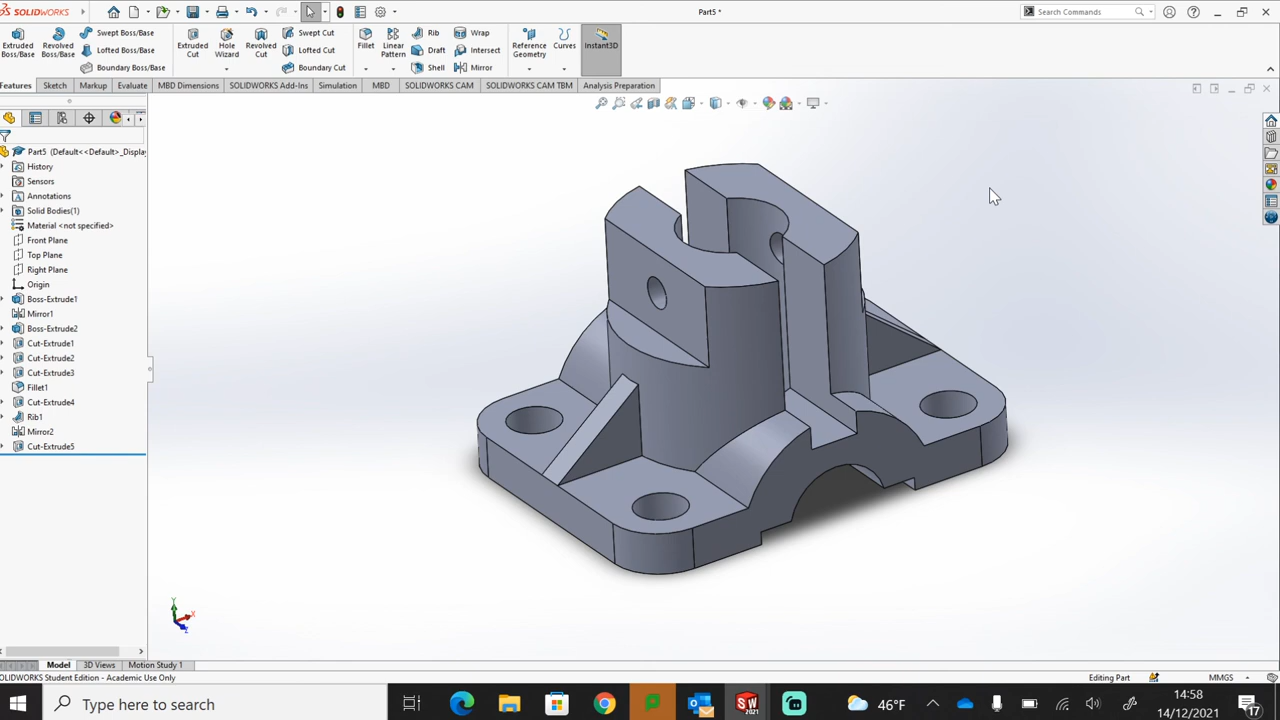 SOLIDWORKS
Part5 *
Search Commands
Extruded Boss/Base
Revolved Boss/Base
Swept Boss/Base
Lofted Boss/Base
Boundary Boss/Base
Extruded Cut
Hole Wizard
Revolved Cut
Swept Cut
Lofted Cut
Boundary Cut
Fillet
Linear Pattern
Rib
Draft
Shell
Wrap
Intersect
Mirror
Reference Geometry
Curves
Instant3D
Features Sketch Markup Evaluate MBD Dimensions SOLIDWORKS Add-Ins Simulation MBD SOLIDWORKS CAM SOLIDWORKS CAM TBM Analysis Preparation
Part5 (Default<<Default>_Display
History
Sensors
Annotations
Solid Bodies(1)
Material <not specified>
Front Plane
Top Plane
Right Plane
Origin
Boss-Extrude1
Mirror1
Boss-Extrude2
Cut-Extrude1
Cut-Extrude2
Cut-Extrude3
Fillet1
Cut-Extrude4
Rib1
Mirror2
Cut-Extrude5
Y
X
Z
Model 3D Views Motion Study 1
OLIDWORKS Student Edition - Academic Use Only
Editing Part
MMGS
Type here to search
SW
2021
46°F
14:58
14/12/2021
17